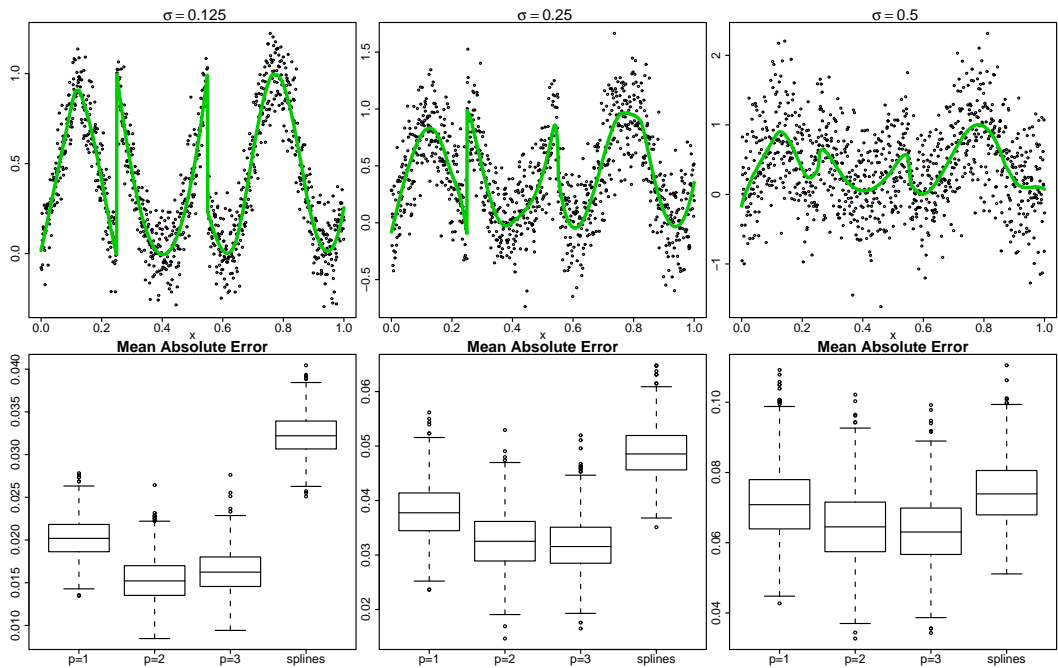 σ = 0.125
σ = 0.25
σ = 0.5
0.0 0.5 1.0
−0.5 0.0 0.5 1.0 1.5
−1 0 1 2
0.0 0.2 0.4 0.6 0.8 1.0
x
0.0 0.2 0.4 0.6 0.8 1.0
x
0.0 0.2 0.4 0.6 0.8 1.0
x
Mean Absolute Error
Mean Absolute Error
Mean Absolute Error
0.010 0.015 0.020 0.025 0.030 0.035 0.040
0.02 0.03 0.04 0.05 0.06
0.04 0.06 0.08 0.10
p=1 p=2 p=3 splines
p=1 p=2 p=3 splines
p=1 p=2 p=3 splines